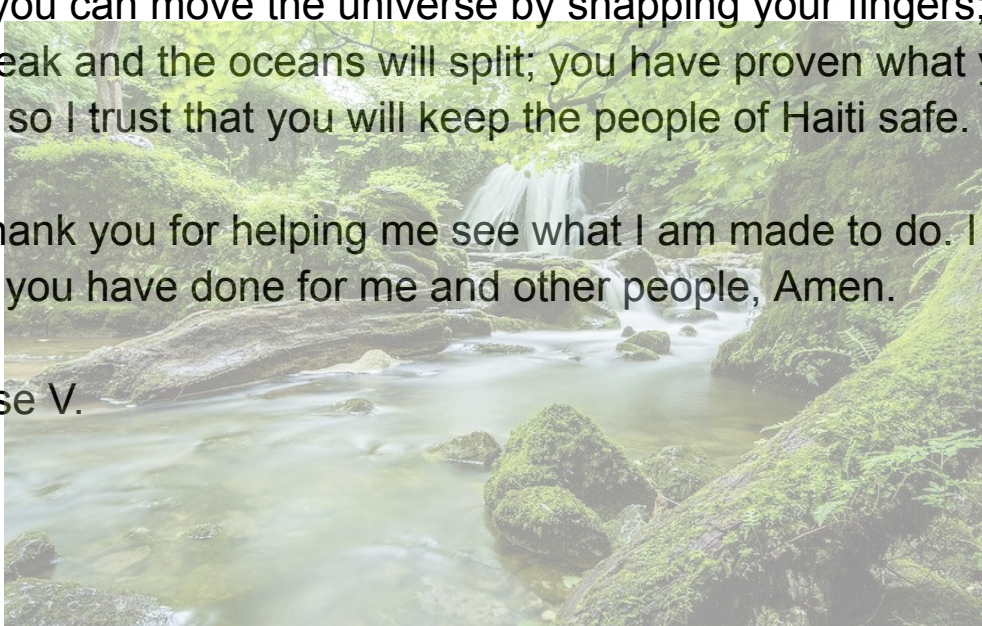 you can move the universe by snapping your fingers;
eak and the oceans will split; you have proven what
so I trust that you will keep the people of Haiti safe.
hank you for helping me see what I am made to do. I
you have done for me and other people, Amen.
se V.